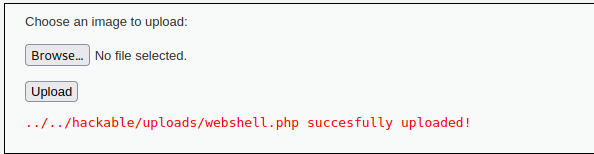 Choose an image to upload:
Browse... No file selected.
Upload
../../hackable/uploads/webshell.php succesfully uploaded!